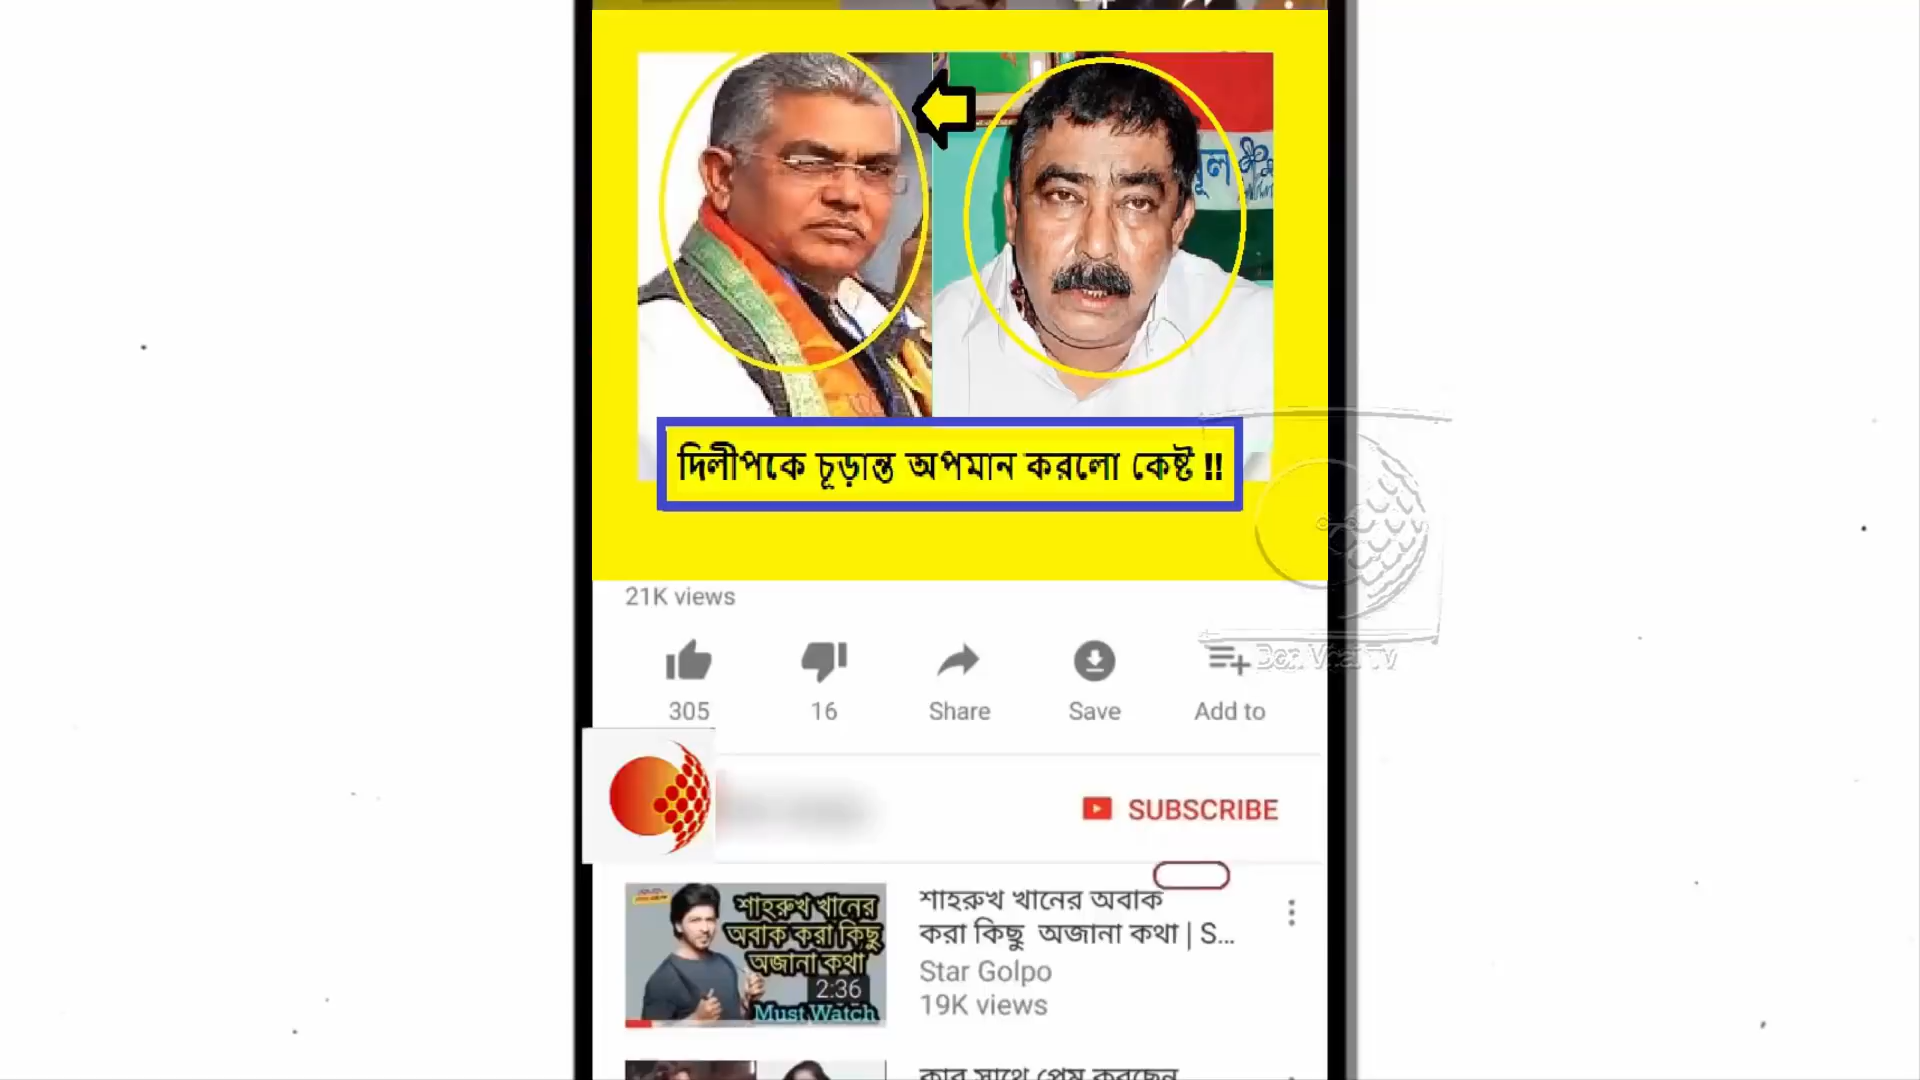 মূল
দিলীপকে চূড়ান্ত অপমান করলো কেষ্ট !!
21K views
305
16
Share
Save
Add to
SUBSCRIBE
শাহরুখ খানের
অবাক করা কিছু
অজানা কথা
2:36
Must Watch
শাহরুখ খানের অবাক
করা কিছু অজানা কথা | S...
Star Golpo
19K views
কার সাথে প্রেম করছেন